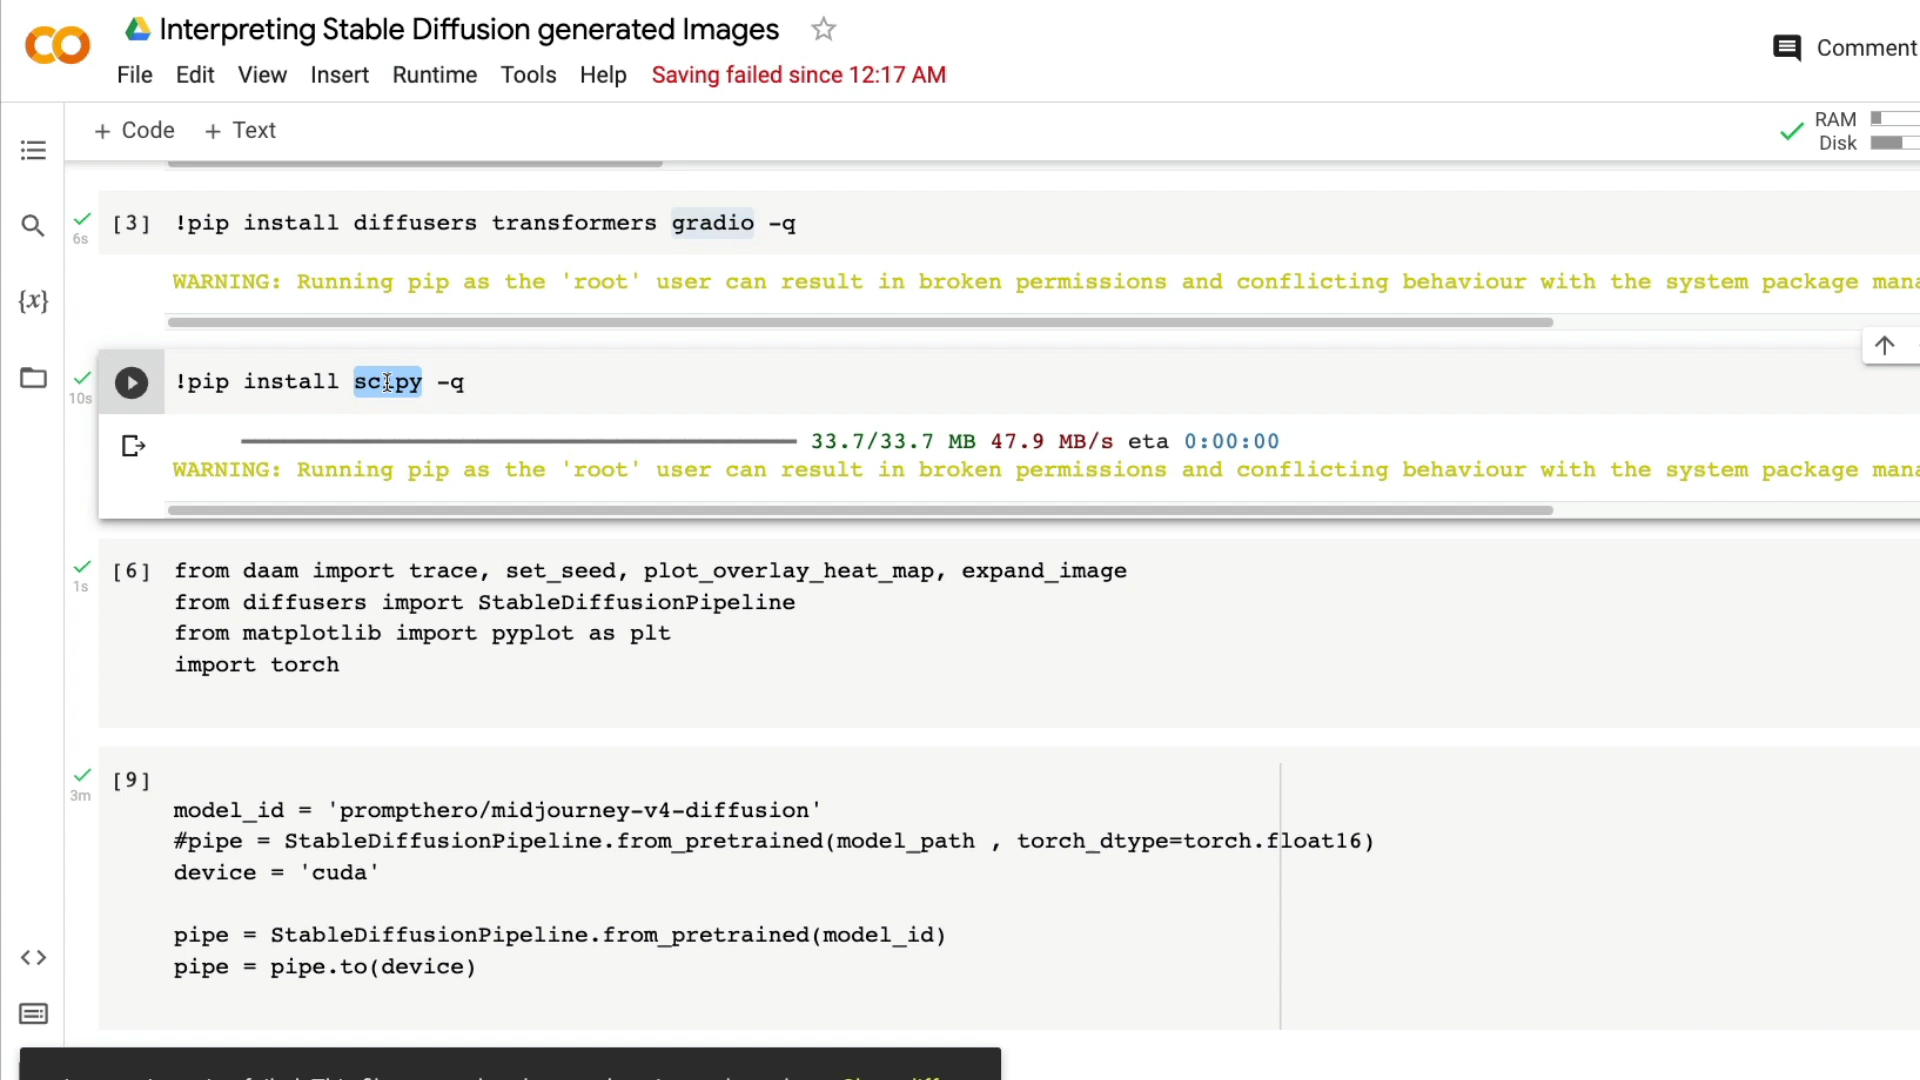 Interpreting Stable Diffusion generated Images
Comment
File Edit View Insert Runtime Tools Help Saving failed since 12:17 AM
+ Code + Text
RAM
Disk
[3] !pip install diffusers transformers gradio -q
6s
WARNING: Running pip as the 'root' user can result in broken permissions and conflicting behaviour with the system package mana
!pip install scipy -q
10s
33.7/33.7 MB 47.9 MB/s eta 0:00:00
WARNING: Running pip as the 'root' user can result in broken permissions and conflicting behaviour with the system package mana
[6] from daam import trace, set_seed, plot_overlay_heat_map, expand_image
1s
from diffusers import StableDiffusionPipeline
from matplotlib import pyplot as plt
import torch
[9]
3m
model_id = 'prompthero/midjourney-v4-diffusion'
#pipe = StableDiffusionPipeline.from_pretrained(model_path , torch_dtype=torch.float16)
device = 'cuda'
pipe = StableDiffusionPipeline.from_pretrained(model_id)
pipe = pipe.to(device)